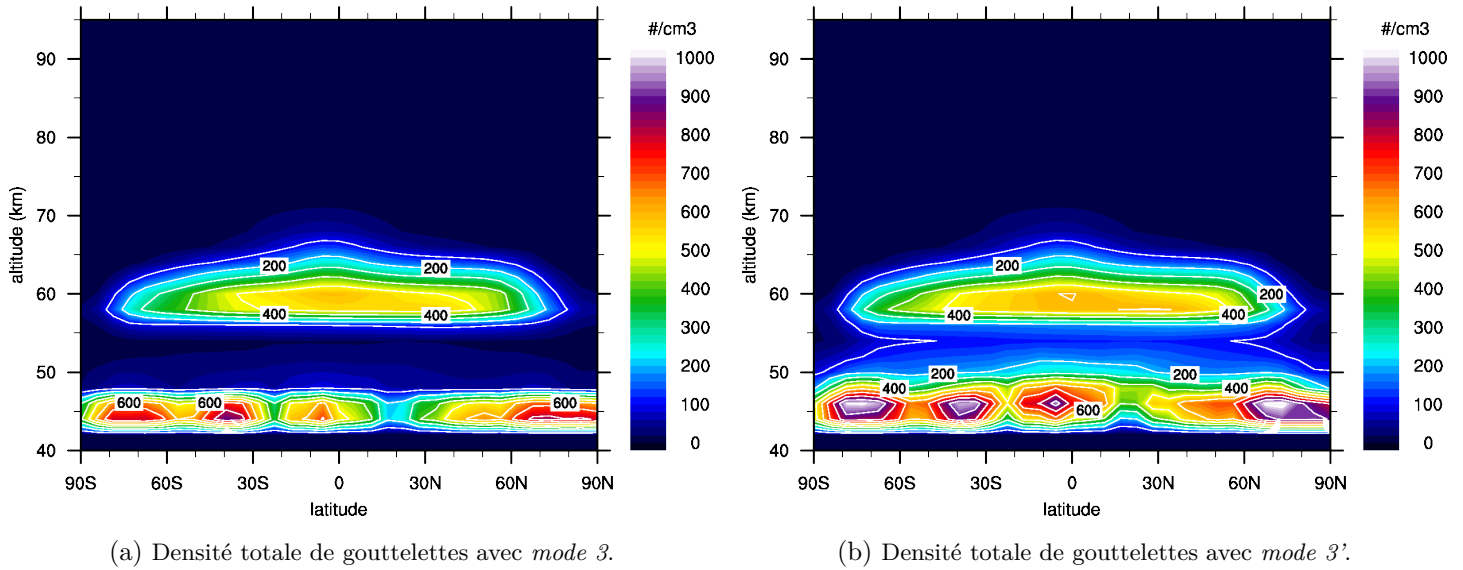 #/cm3
1000
900
800
700
600
500
400
300
200
100
0
altitude (km)
90
80
70
60
50
40
200
200
400
400
600
600
600
90S
60S
30S
0
30N
60N
90N
latitude
(a) Densité totale de gouttelettes avec mode 3.
#/cm3
1000
900
800
700
600
500
400
300
200
100
0
altitude (km)
90
80
70
60
50
40
200
200
400
400
200
200
400
400
600
90S
60S
30S
0
30N
60N
90N
latitude
(b) Densité totale de gouttelettes avec mode 3’.